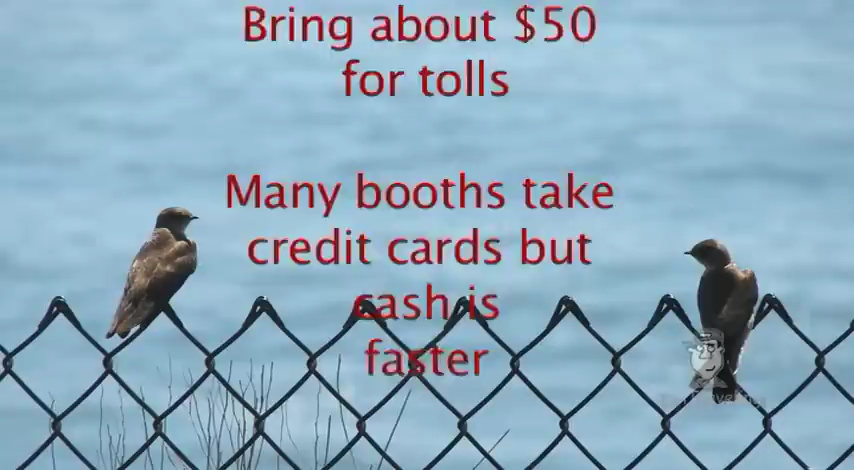 Bring about $50
for tolls
Many booths take
credit cards but
cash is
faster